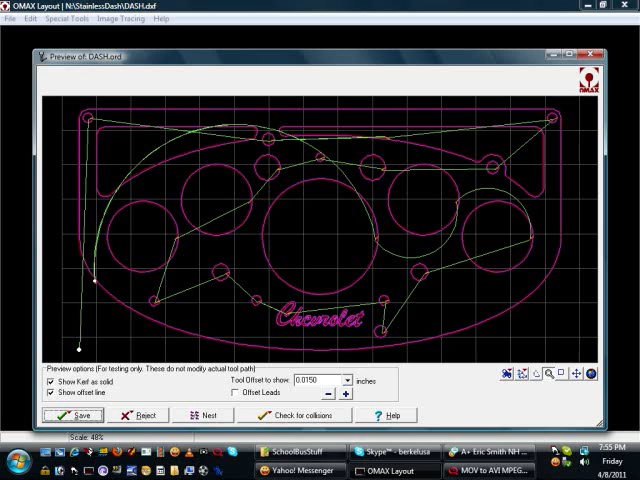 OMAX Layout | N:\StainlessDash\DASH.dxf
File Edit Special Tools Image Tracing Help
Preview of: DASH.ord
OMAX
Chevrolet
Preview options (For testing only. These do not modify actual tool path)
Show Kerf as solid
Tool Offset to show: 0.0150 inches
Show offset line
Offset Leads
Save Reject Nest Check for collisions Help
Scale: 48%
SchoolBusStuff Skype™ - berkelusa A+ Eric Smith NH ...
Yahoo! Messenger OMAX Layout MOV to AVI MPEG...
7:55 PM
Friday
4/8/2011